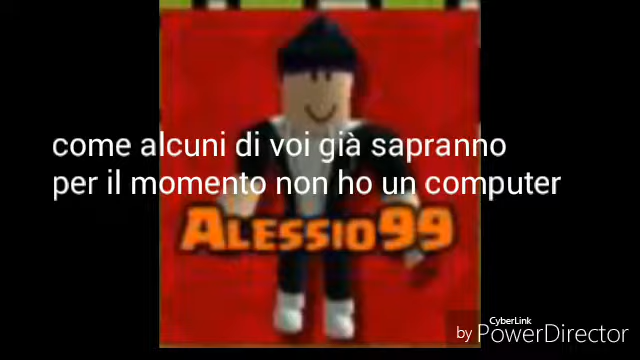 come alcuni di voi già sapranno
per il momento non ho un computer
ALESSIO99
CyberLink
by PowerDirector